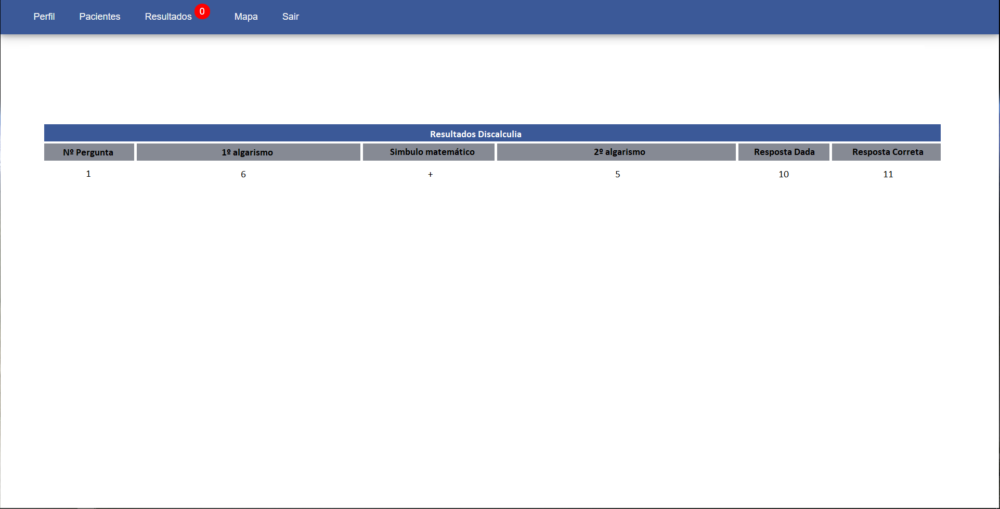 Perfil Pacientes Resultados 0 Mapa Sair
Resultados Discalculia
Nº Pergunta 1º algarismo Simbulo matemático 2º algarismo Resposta Dada Resposta Correta
1 6 + 5 10 11